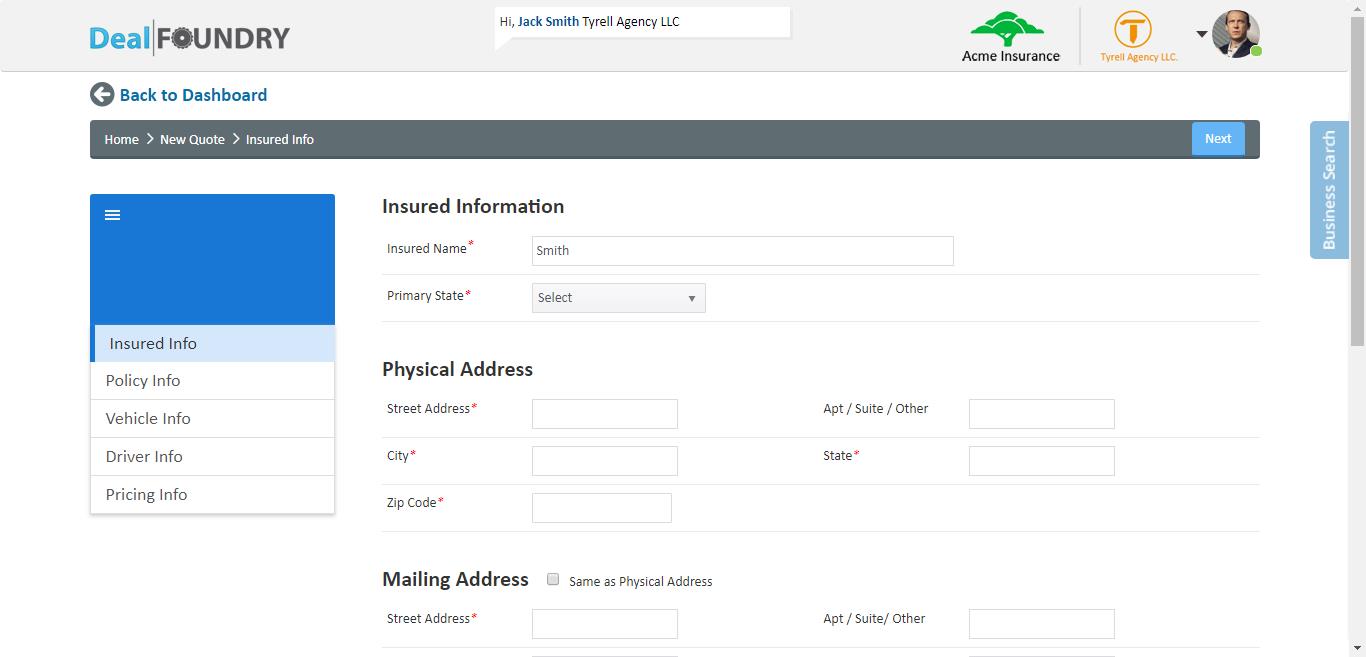 Deal FOUNDRY
Hi, Jack Smith Tyrell Agency LLC
Acme Insurance
Tyrell Agency LLC.
Back to Dashboard
Home New Quote Insured Info
Next
Business Search
Insured Info
Policy Info
Vehicle Info
Driver Info
Pricing Info
Insured Information
Insured Name* Smith
Primary State* Select
Physical Address
Street Address* Apt / Suite / Other
City* State*
Zip Code*
Mailing Address Same as Physical Address
Street Address* Apt / Suite/ Other